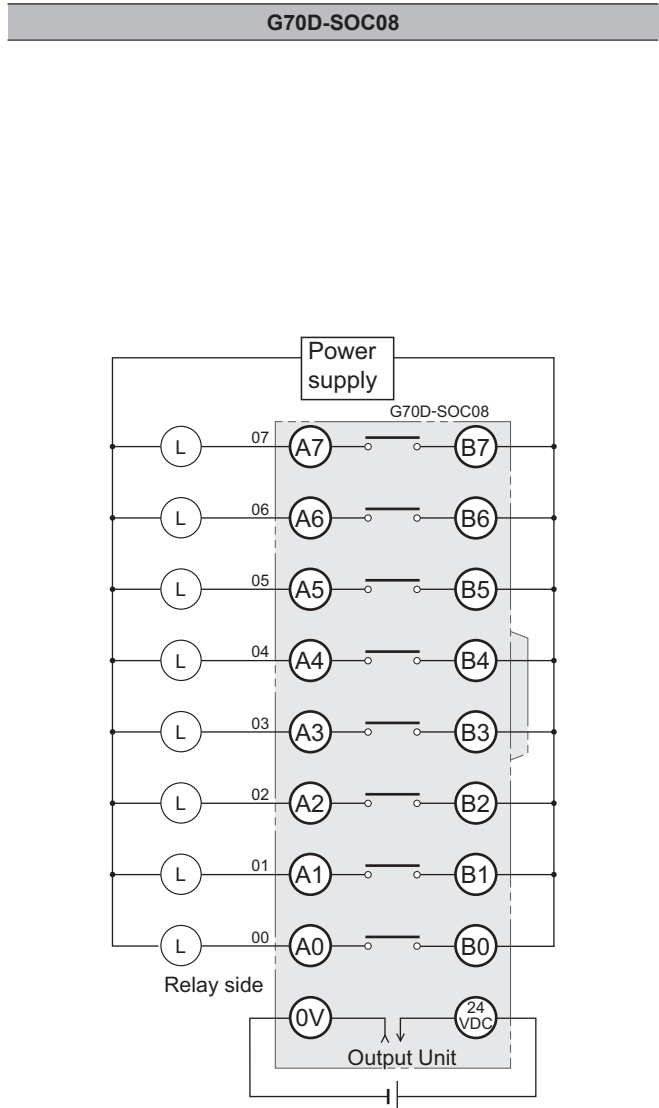 G70D-SOC08
Power
supply
G70D-SOC08
L 07 A7 B7
L 06 A6 B6
L 05 A5 B5
L 04 A4 B4
L 03 A3 B3
L 02 A2 B2
L 01 A1 B1
L 00 A0 B0
Relay side
0V 24
VDC
Output Unit